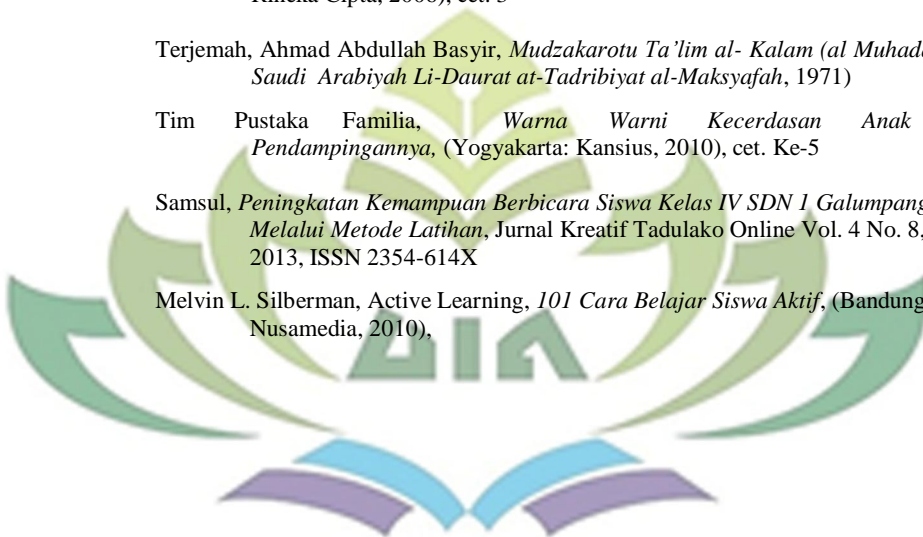 Terjemah, Ahmad Abdullah Basyir, Mudzakarotu Ta’lim al- Kalam (al
Saudi Arabiyah Li-Daurat at-Tadribiyat al-Maksyafah, 1971)
Tim Pustaka Familia, Warna Warni Kecerdasan Anak
Pendampingannya, (Yogyakarta: Kansius, 2010), cet. Ke-5
Samsul, Peningkatan Kemampuan Berbicara Siswa Kelas IV SDN 1
Melalui Metode Latihan, Jurnal Kreatif Tadulako Online Vol. 4 No. 8,
2013, ISSN 2354-614X
Melvin L. Silberman, Active Learning, 101 Cara Belajar Siswa Aktif, (Bandung
Nusamedia, 2010),